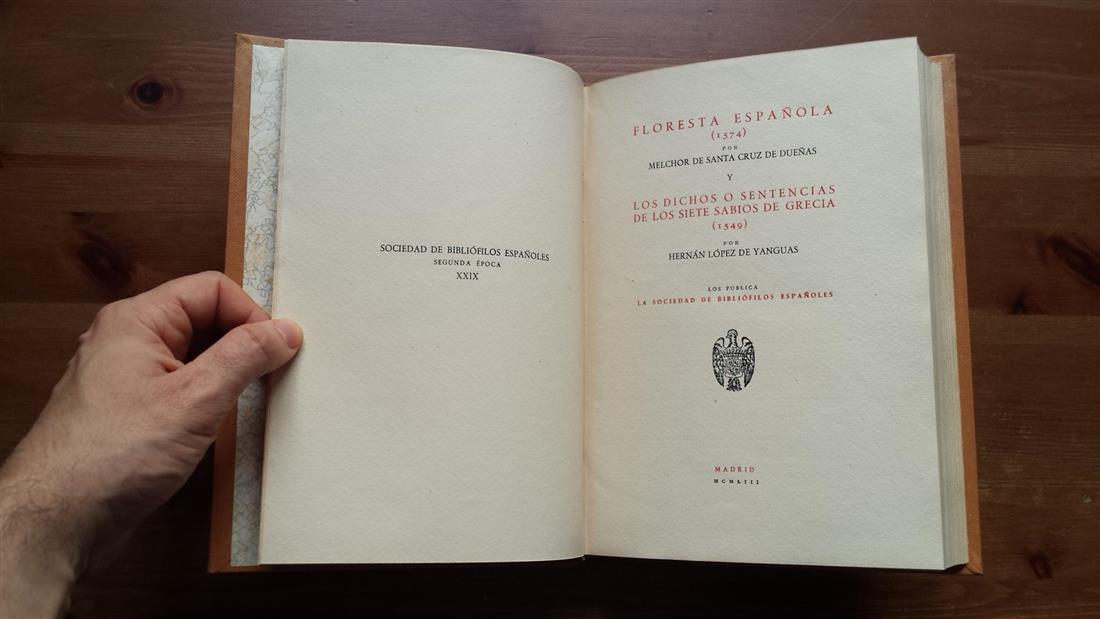 SOCIEDAD DE BIBLIÓFILOS ESPAÑOLES
SEGUNDA ÉPOCA
XXIX
FLORESTA ESPAÑOLA
(1574)
POR
MELCHOR DE SANTA CRUZ DE DUEÑAS
Y
LOS DICHOS O SENTENCIAS
DE LOS SIETE SABIOS DE GRECIA
(1549)
POR
HERNÁN LÓPEZ DE YANGUAS
LOS PUBLICA
LA SOCIEDAD DE BIBLIÓFILOS ESPAÑOLES
MADRID
MCMLIII